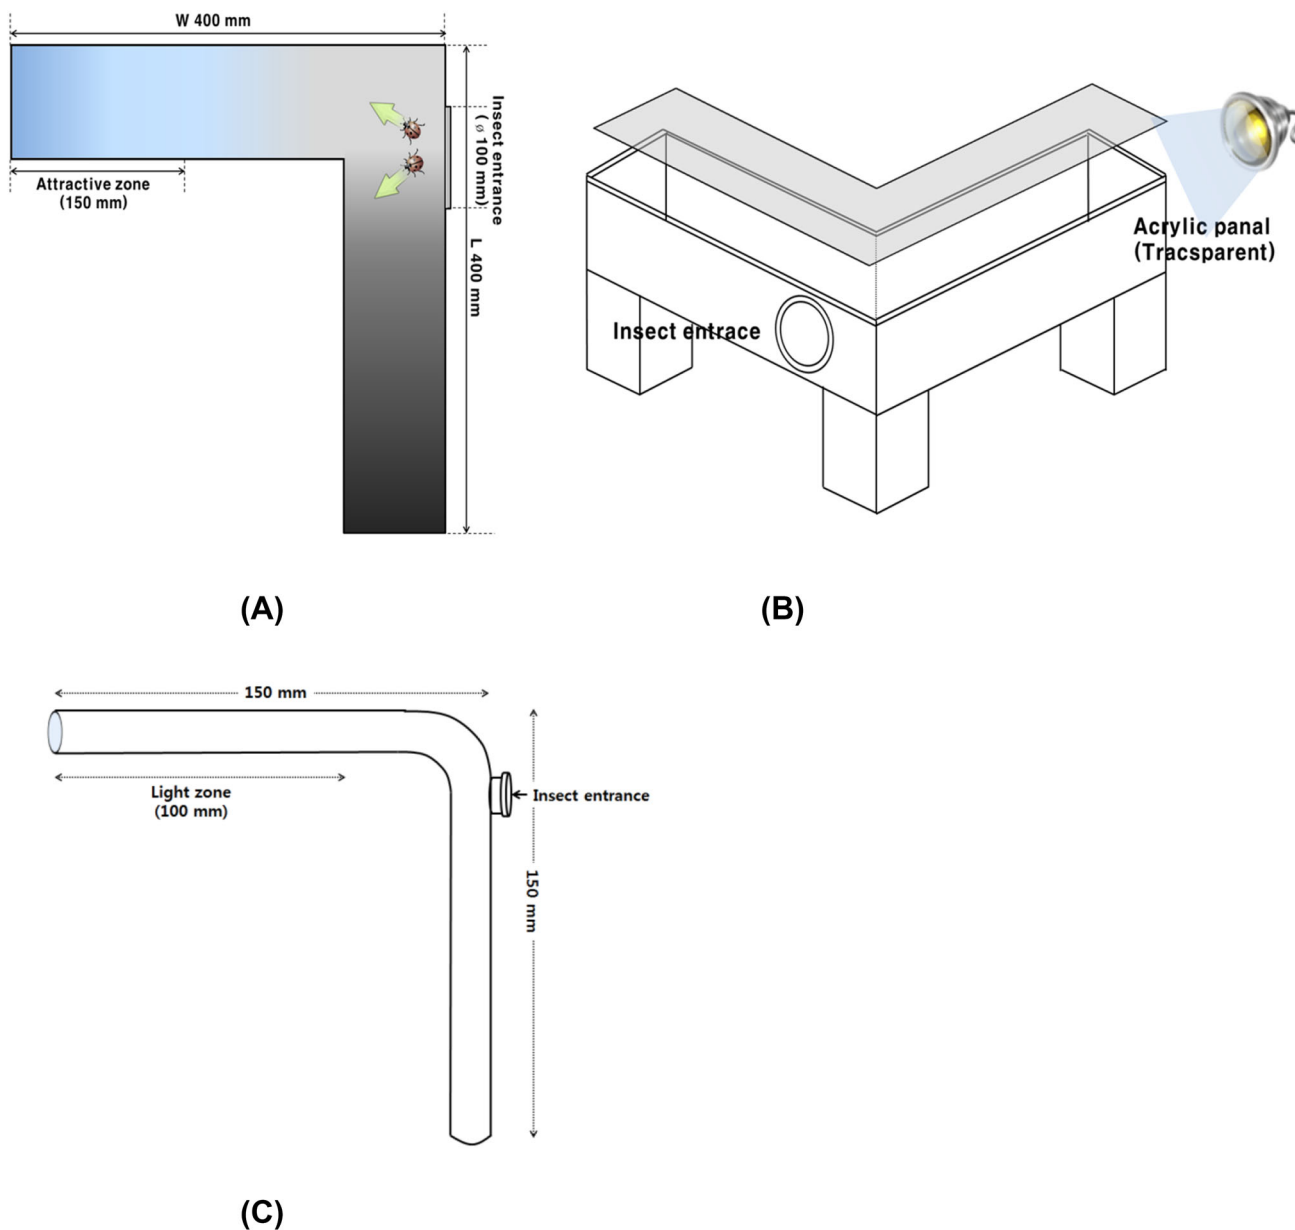 W 400 mm
Insect entrance
( ø 100 mm)
L 400 mm
Attractive zone
(150 mm)
Acrylic panal
(Tracsparent)
Insect entrace
(A)
(B)
150 mm
Light zone
(100 mm)
Insect entrance
150 mm
(C)